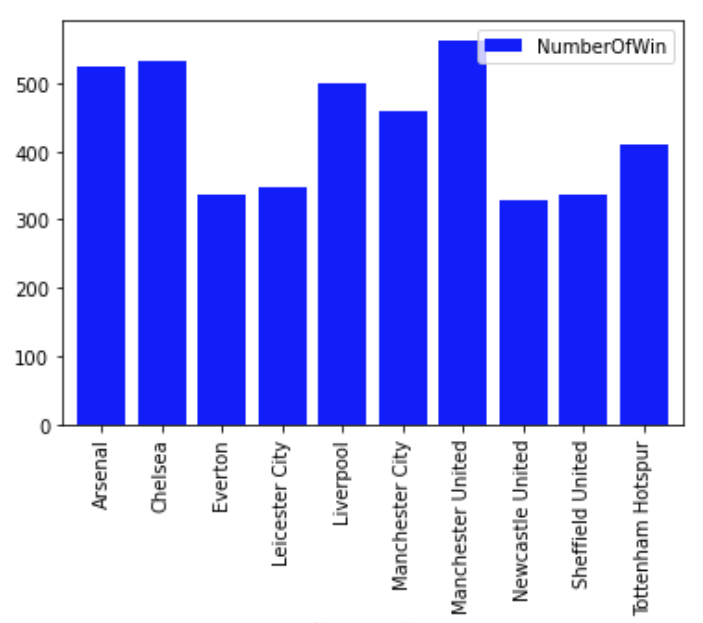 NumberOfWin
500
400
300
200
100
0
Arsenal
Chelsea
Everton
Leicester City
Liverpool
Manchester City
Manchester United
Newcastle United
Sheffield United
Tottenham Hotspur